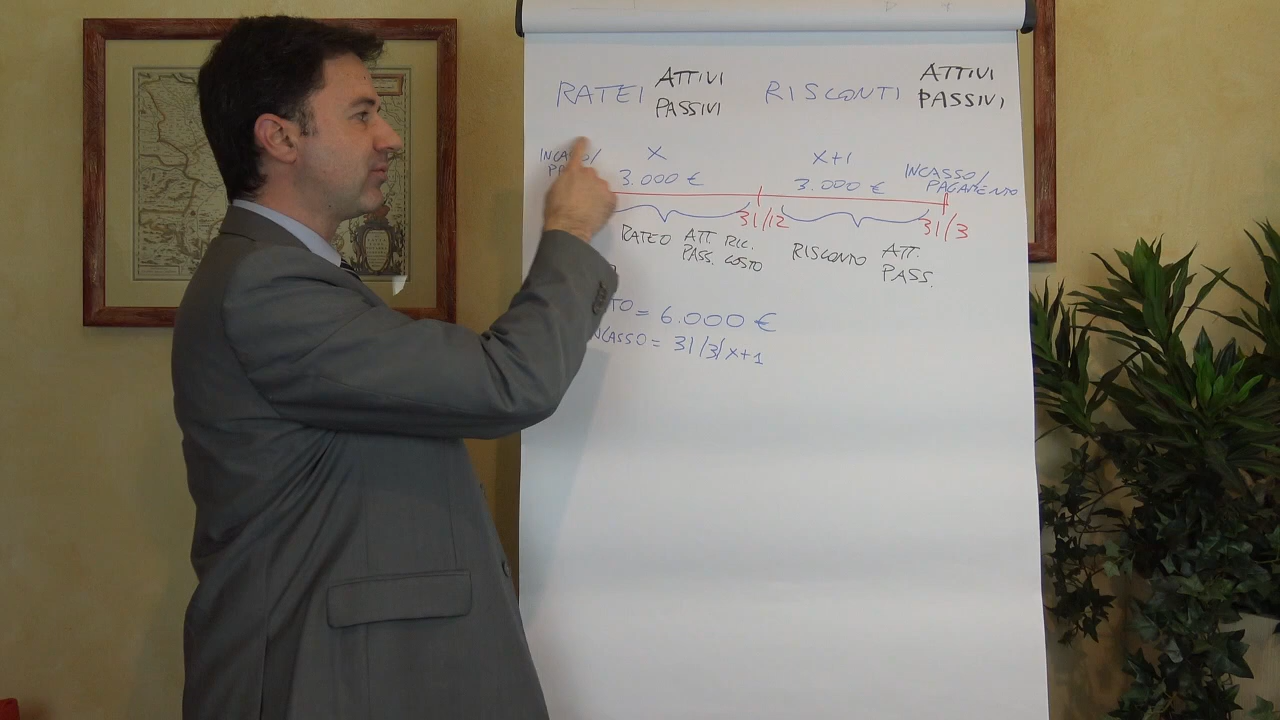 RATEI ATTIVI PASSIVI
RISCONTI ATTIVI PASSIVI
INCASSO/
X
3.000 €
X+1
3.000 €
INCASSO/
PAGAMENTO
31/12
31/3
RATEO ATT. RIC.
PASS. COSTO
RISCONTO ATT.
PASS.
= 6.000 €
= 31/3/X+1